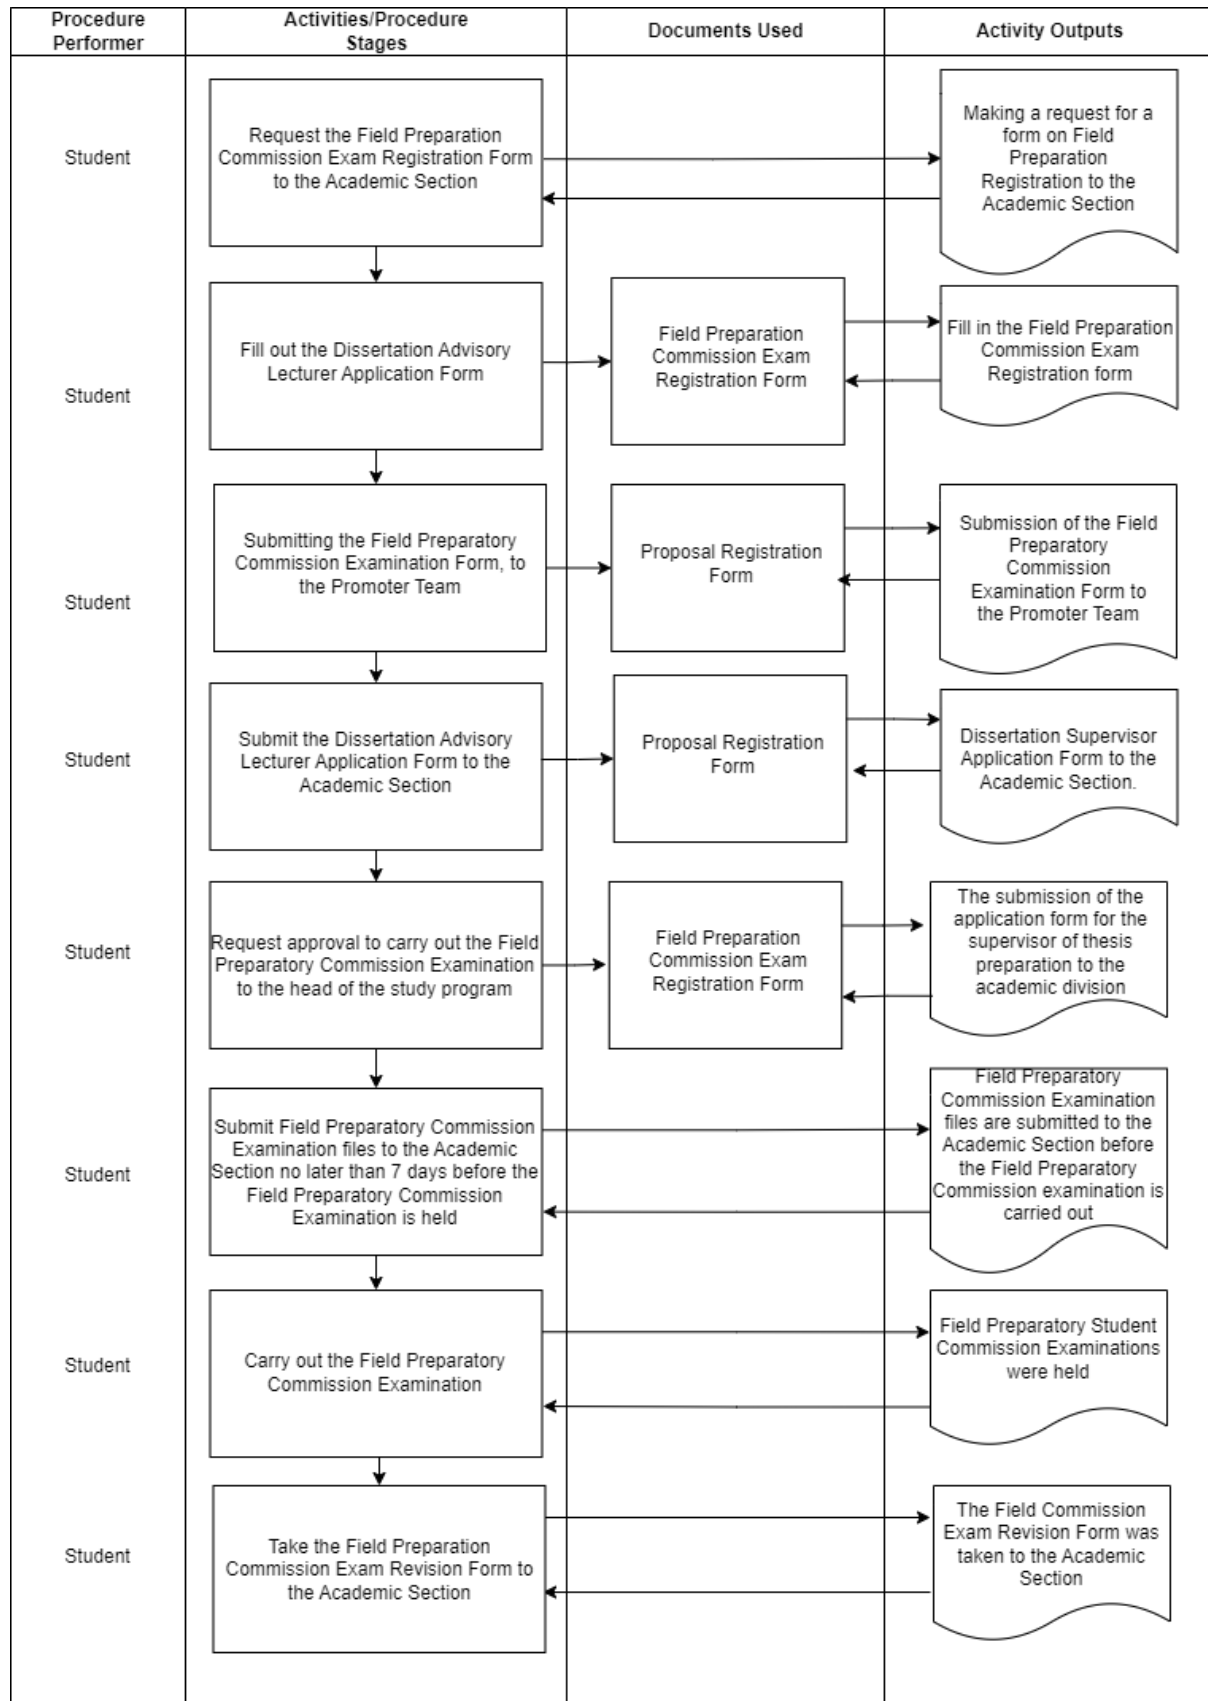 Procedure
Performer
Activities/Procedure
Stages
Documents Used
Activity Outputs
Student
Request the Field Preparation
Commission Exam Registration Form
to the Academic Section
Making a request for a
form on Field
Preparation
Registration to the
Academic Section
Student
Fill out the Dissertation Advisory
Lecturer Application Form
Field Preparation
Commission Exam
Registration Form
Fill in the Field Preparation
Commission Exam
Registration form
Student
Submitting the Field Preparatory
Commission Examination Form, to
the Promoter Team
Proposal Registration
Form
Submission of the Field
Preparatory
Commission
Examination Form to
the Promoter Team
Student
Submit the Dissertation Advisory
Lecturer Application Form to the
Academic Section
Proposal Registration
Form
Dissertation Supervisor
Application Form to the
Academic Section.
Student
Request approval to carry out the Field
Preparatory Commission Examination
to the head of the study program
Field Preparation
Commission Exam
Registration Form
The submission of the
application form for the
supervisor of thesis
preparation to the
academic division
Student
Submit Field Preparatory Commission
Examination files to the Academic
Section no later than 7 days before the
Field Preparatory Commission
Examination is held
Field Preparatory
Commission Examination
files are submitted to the
Academic Section before
the Field Preparatory
Commission examination is
carried out
Student
Carry out the Field Preparatory
Commission Examination
Field Preparatory Student
Commission Examinations
were held
Student
Take the Field Preparation
Commission Exam Revision Form to
the Academic Section
The Field Commission
Exam Revision Form was
taken to the Academic
Section